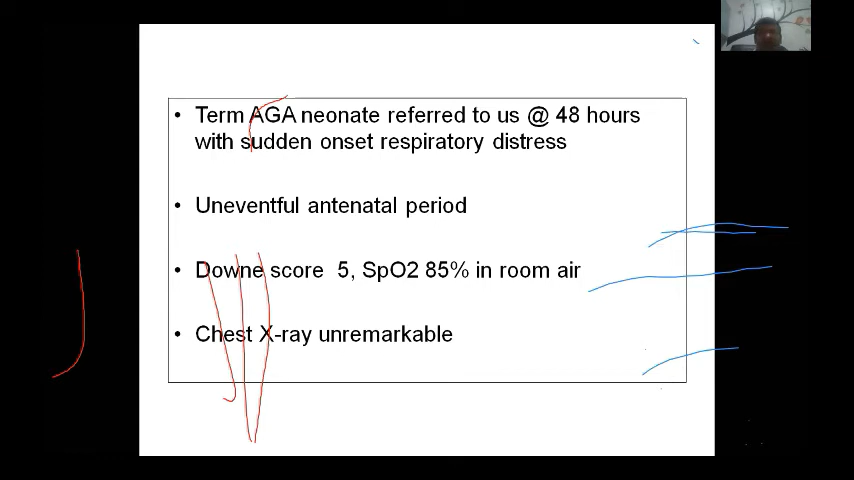 • Term AGA neonate referred to us @ 48 hours
with sudden onset respiratory distress
• Uneventful antenatal period
• Downe score 5, SpO2 85% in room air
• Chest X-ray unremarkable